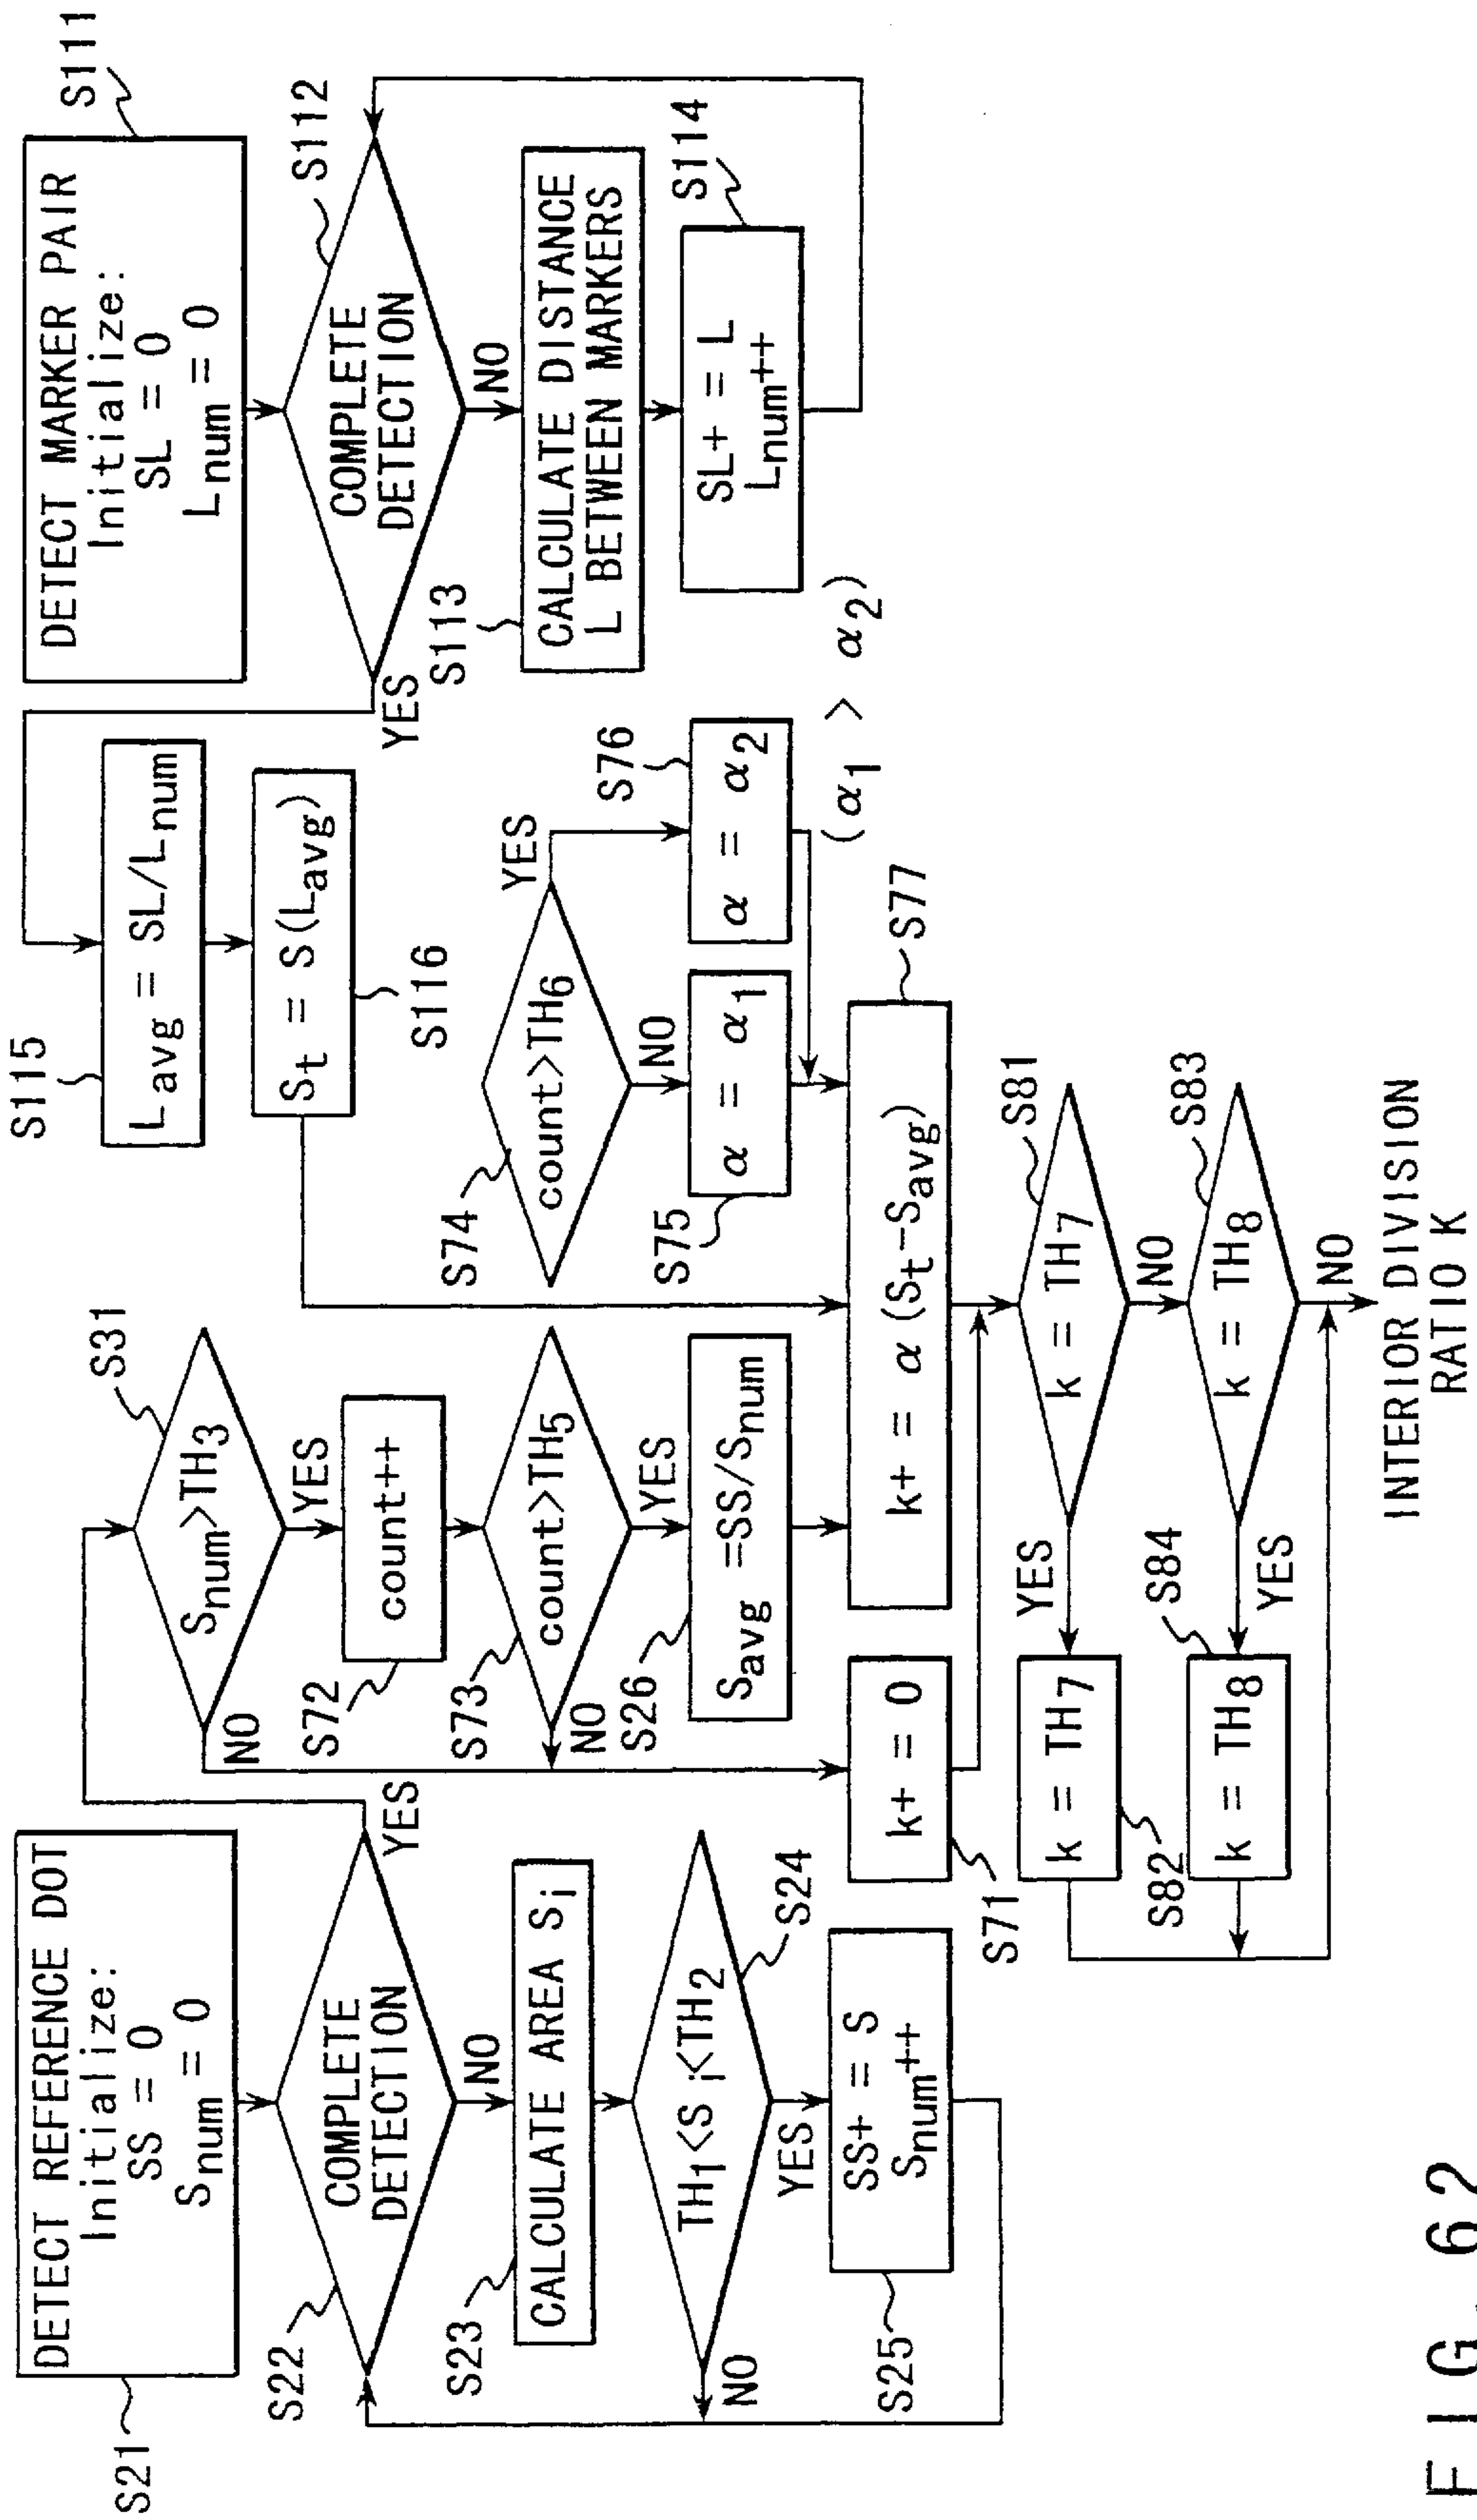 S21
DETECT REFERENCE DOT
Initialize:
SS = 0
Snum = 0
S22
COMPLETE
DETECTION
YES
NO
S23
CALCULATE AREA Si
TH1<Si<TH2
S24
NO
YES
S25
SS+ = S
Snum++
S31
Snum>TH3
NO
YES
S72
count++
S73
count>TH5
NO
YES
S26
Savg =SS/Snum
S115
Lavg = SL/Lnum
St = S(Lavg)
S116
S74
count>TH6
YES
NO
S75
α = α1
S76
α = α2
(α1 > α2)
DETECT MARKER PAIR
Initialize:
SL = 0
Lnum = 0
S111
COMPLETE
DETECTION
S112
YES
NO
S113
CALCULATE DISTANCE
L BETWEEN MARKERS
S114
SL+ = L
Lnum++
k+ = 0
S71
k+ = α (St-Savg)
S77
k = TH7
S81
YES
NO
k = TH7
S82
k = TH8
S83
YES
NO
S84
k = TH8
INTERIOR DIVISION
RATIO K
FIG. 62